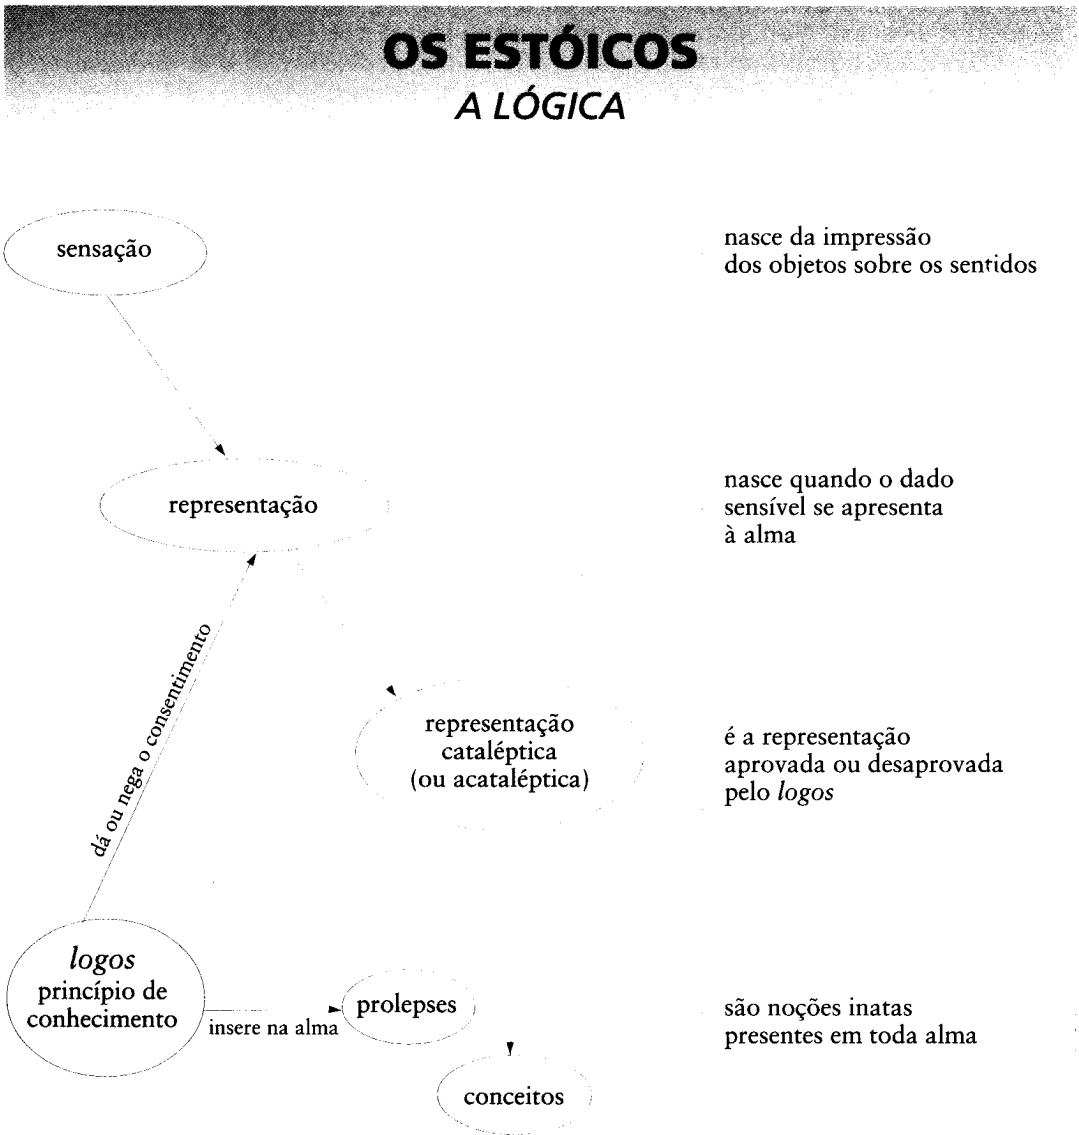 OS ESTÓICOS
A LÓGICA
sensação
nasce da impressão
dos objetos sobre os sentidos
representação
nasce quando o dado
sensível se apresenta
à alma
dá ou nega o consentimento
representação
cataléptica
(ou acataléptica)
é a representação
aprovada ou desaprovada
pelo logos
logos
princípio de
conhecimento
insere na alma
prolepses
são noções inatas
presentes em toda alma
conceitos